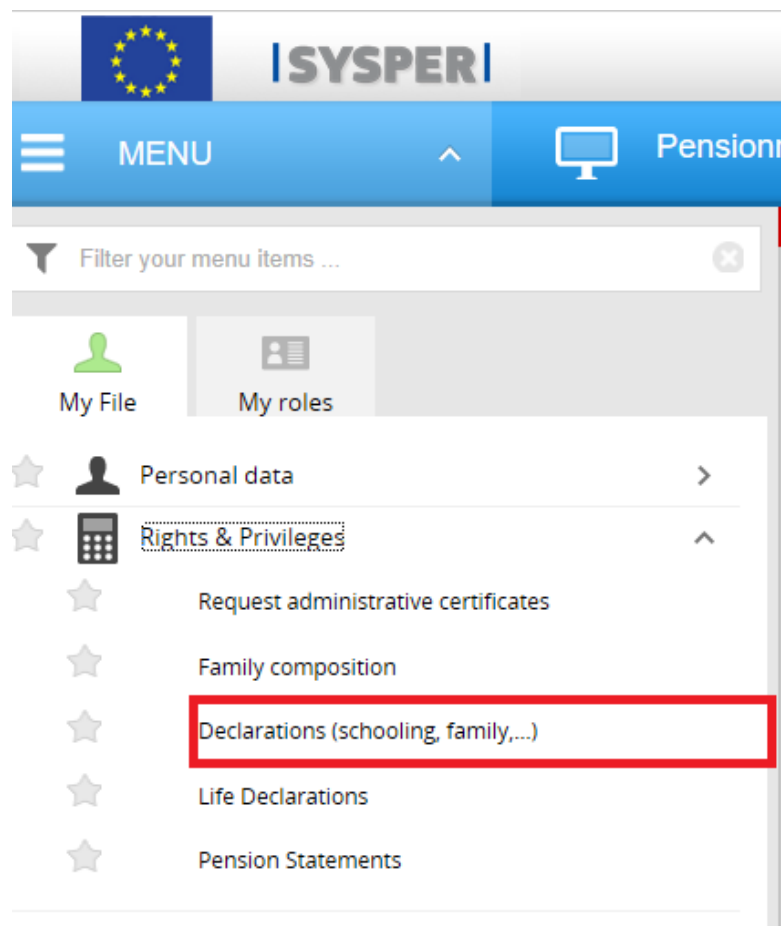 SYSPER
MENU
Pension
Filter your menu items ...
My File
My roles
Personal data
Rights & Privileges
Request administrative certificates
Family composition
Declarations (schooling, family,...)
Life Declarations
Pension Statements